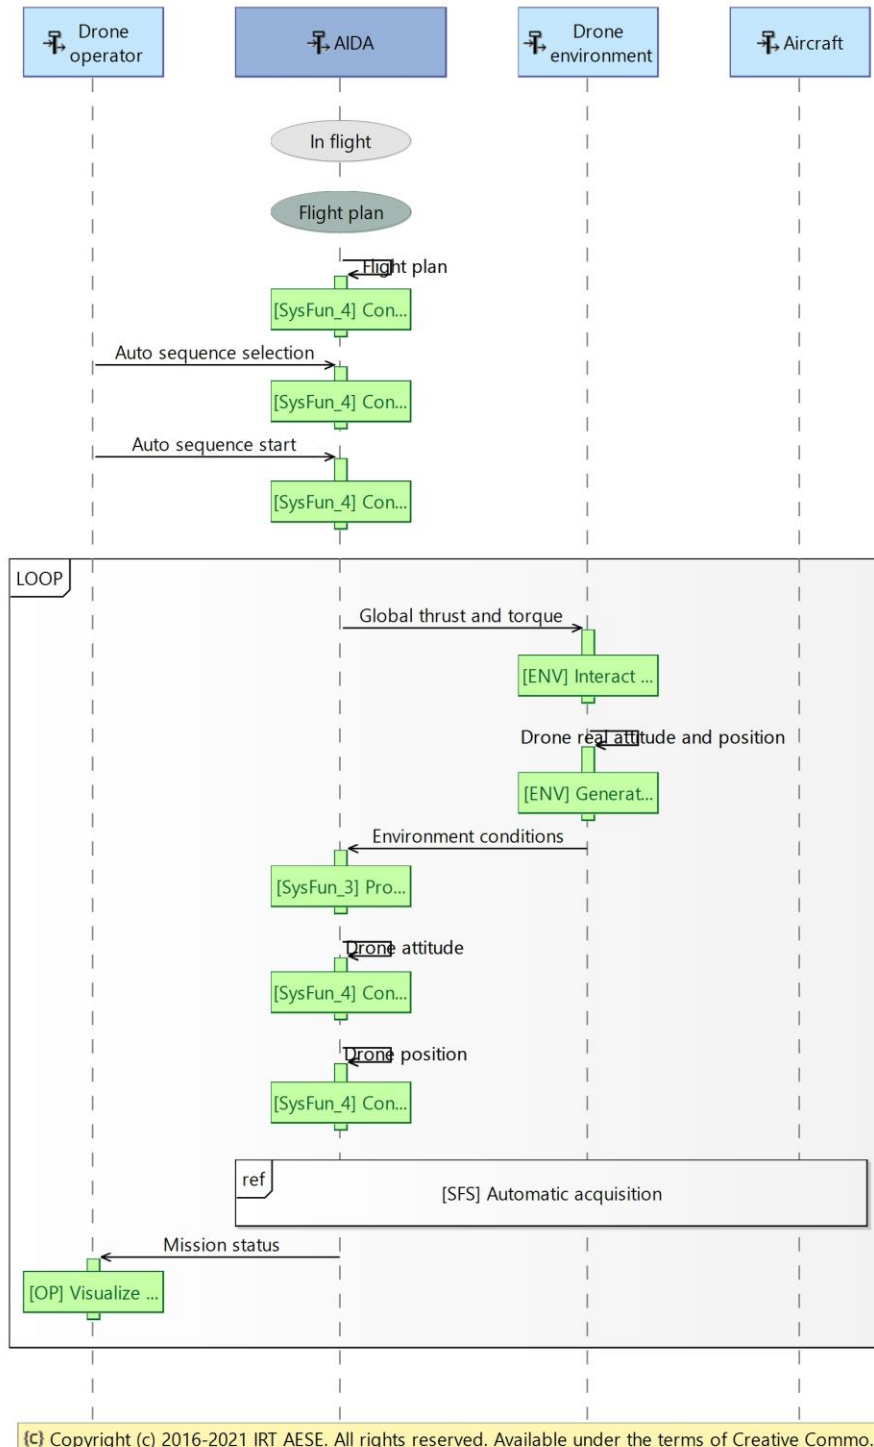 Drone
operator
AIDA
Drone
environment
Aircraft
In flight
Flight plan
Flight plan
[SysFun_4] Con...
Auto sequence selection
[SysFun_4] Con...
Auto sequence start
[SysFun_4] Con...
LOOP
Global thrust and torque
[ENV] Interact ...
Drone real attitude and position
[ENV] Generat...
Environment conditions
[SysFun_3] Pro...
Drone attitude
[SysFun_4] Con...
Drone position
[SysFun_4] Con...
ref
[SFS] Automatic acquisition
Mission status
[OP] Visualize ...
{c} Copyright (c) 2016-2021 IRT AESE. All rights reserved. Available under the terms of Creative Commo.